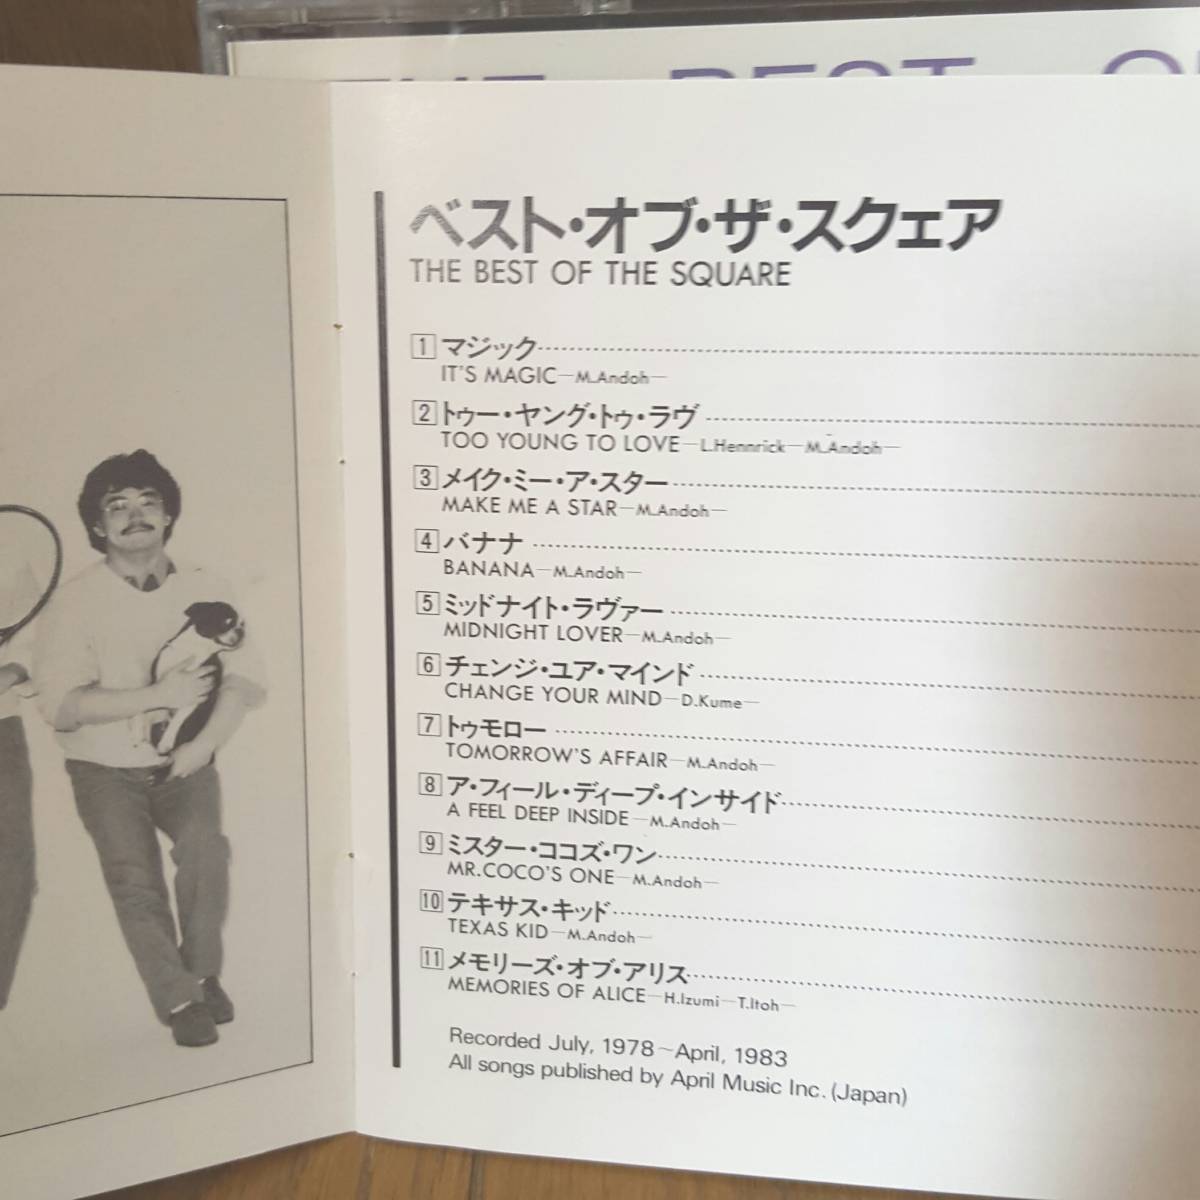 THE BEST
ベスト・オブ・ザ・スクェア
THE BEST OF THE SQUARE
1 マジック
IT'S MAGIC—M.Andoh—
2 トゥー・ヤング・トゥ・ラヴ
TOO YOUNG TO LOVE—L.Hennrick—M.Andoh—
3 メイク・ミー・ア・スター
MAKE ME A STAR—M.Andoh—
4 バナナ
BANANA—M.Andoh—
5 ミッドナイト・ラヴァー
MIDNIGHT LOVER—M.Andoh—
6 チェンジ・ユア・マインド
CHANGE YOUR MIND—D.Kume—
7 トゥモロー
TOMORROW'S AFFAIR—M.Andoh—
8 ア・フィール・ディープ・インサイド
A FEEL DEEP INSIDE—M.Andoh—
9 ミスター・ココズ・ワン
MR.COCO'S ONE—M.Andoh—
10 テキサス・キッド
TEXAS KID—M.Andoh—
11 メモリーズ・オブ・アリス
MEMORIES OF ALICE—H.Izumi—T.Itoh—
Recorded July, 1978~April, 1983
All songs published by April Music Inc. (Japan)